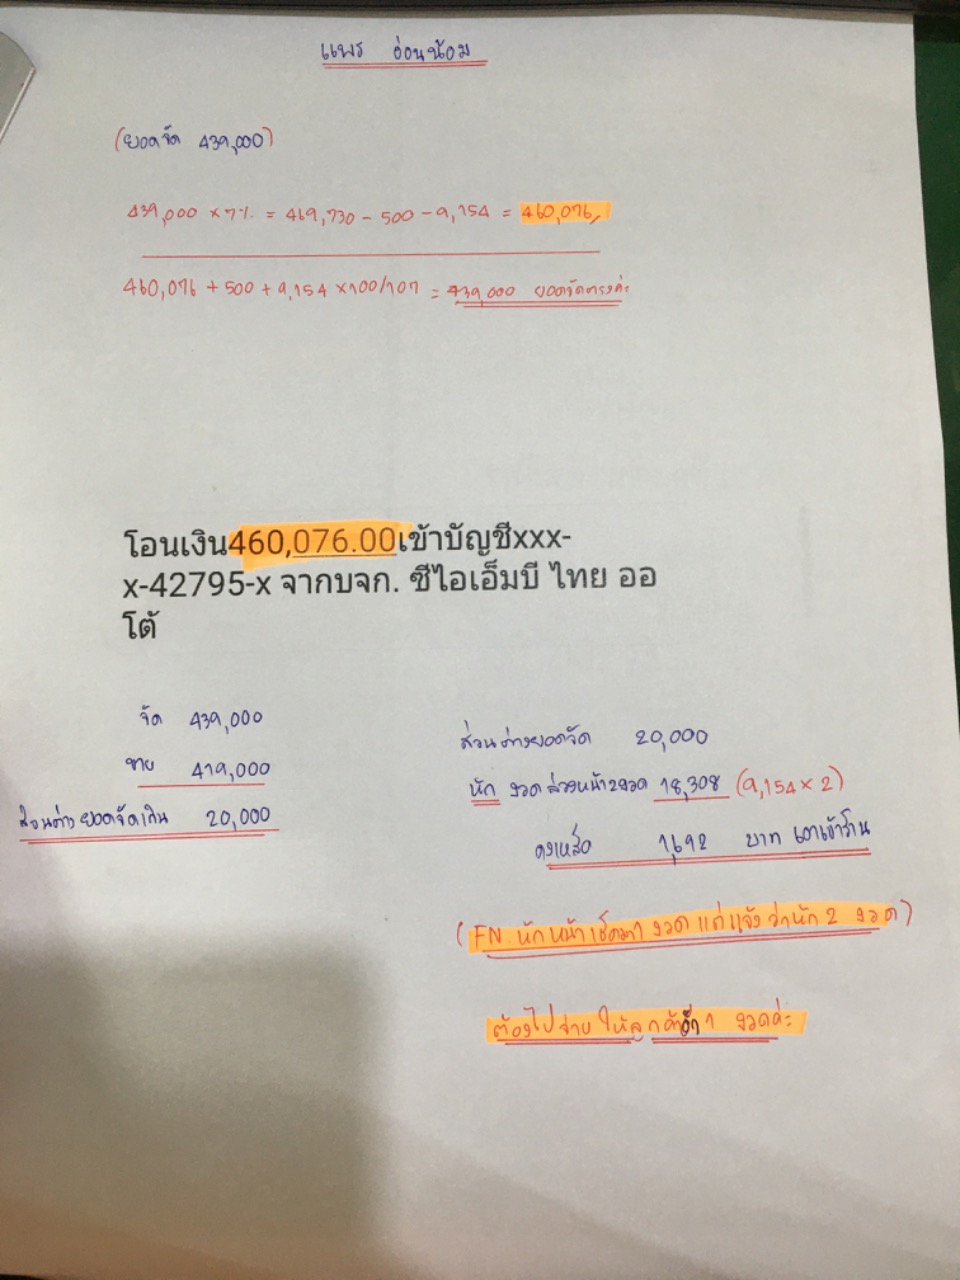 แพร อ่อนน้อม
(ยอดจัด 439,000)
439,000 x 7% = 469,730 - 500 - 9,154 = 460,076
460,076 + 500 + 9,154 x 100/107 = 439,000 ยอดจัดตรงค่ะ
โอนเงิน460,076.00เข้าบัญชีxxx-
x-42795-x จากบจก. ซีไอเอ็มบี ไทย ออ
โต้
จัด 439,000
ขาย 419,000
ส่วนต่างยอดจัดเกิน 20,000
ส่วนต่างยอดจัด 20,000
หัก งวดล่วงหน้า 2 งวด 18,308 (9,154 x 2)
คงเหลือ 1,692 บาท เอาเข้าร้าน
(FN. หักหน้าเช็คมา 1 งวด แต่แจ้งว่าหัก 2 งวด)
ต้องไปจ่ายให้ลูกค้าอีก 1 งวดค่ะ